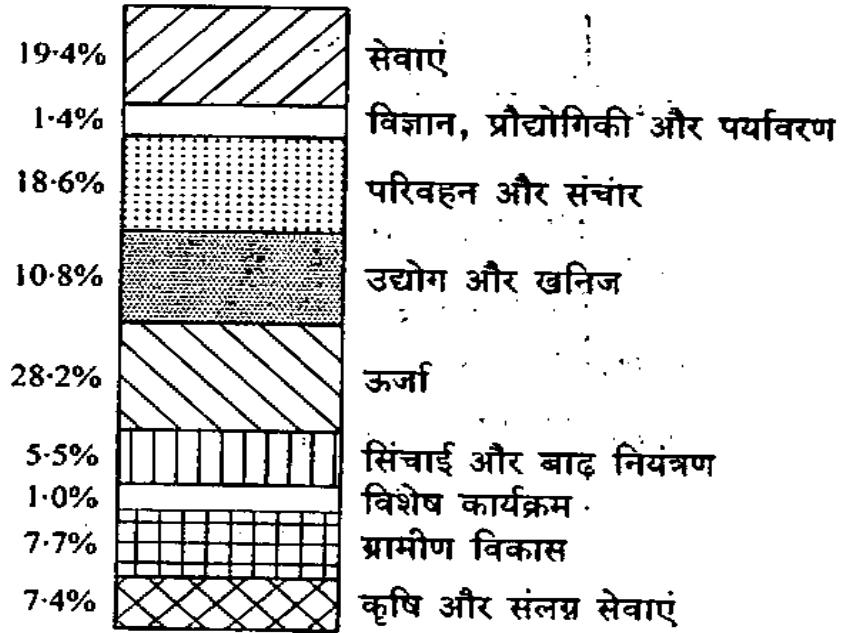 19·4% सेवाएं
1·4% विज्ञान, प्रौद्योगिकी और पर्यावरण
18·6% परिवहन और संचार
10·8% उद्योग और खनिज
28·2% ऊर्जा
5·5% सिंचाई और बाढ़ नियंत्रण
1·0% विशेष कार्यक्रम
7·7% ग्रामीण विकास
7·4% कृषि और संलग्न सेवाएं